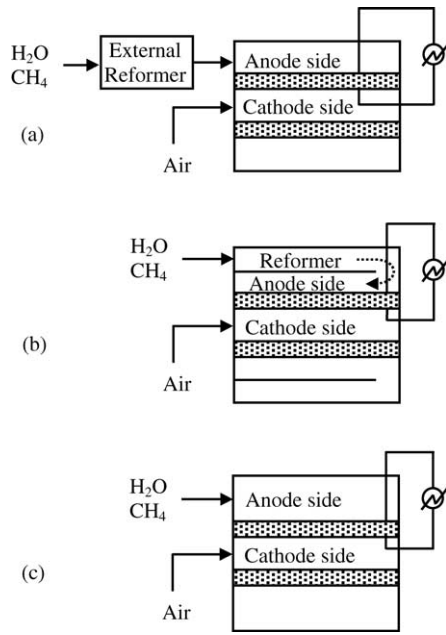 H₂O
CH₄
External
Reformer
Anode side
Cathode side
(a)
Air
H₂O
CH₄
Reformer
Anode side
Cathode side
(b)
Air
H₂O
CH₄
Anode side
Cathode side
(c)
Air